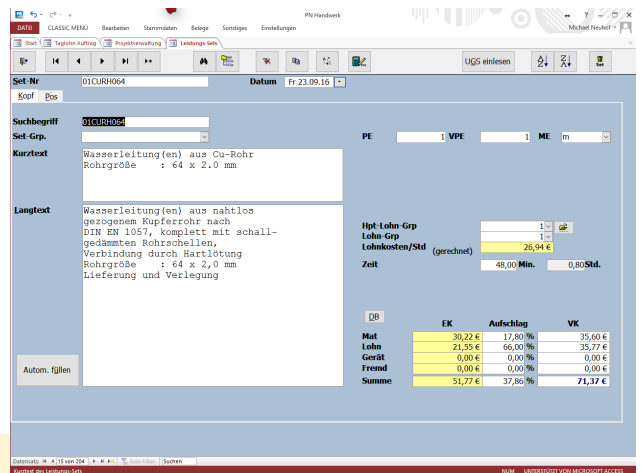 PN Handwerk
? - □ X
DATEI CLASSIC MENÜ Bearbeiten Stammdaten Belege Sonstiges Einstellungen Michael Neuhof
Start Taglohn Auftrag Projektverwaltung Leistungs-Sets
UGS einlesen Set
Set-Nr 01CURH064 Datum Fr 23.09.16
Kopf Pos
Suchbegriff 01CURH064
Set-Grp. PE 1 VPE 1 ME m
Kurztext Wasserleitung(en) aus Cu-Rohr
Rohrgröße : 64 x 2.0 mm
Langtext Wasserleitung(en) aus nahtlos
gezogenem Kupferrohr nach
DIN EN 1057, komplett mit schall-
gedämmten Rohrschellen,
Verbindung durch Hartlötung
Rohrgröße : 64 x 2,0 mm
Lieferung und Verlegung
Hpt-Lohn-Grp 1
Lohn-Grp 1
Lohnkosten/Std (gerechnet) 26,94 €
Zeit 48,00 Min. 0,80 Std.
DB
EK Aufschlag VK
Mat 30,22 € 17,80 % 35,60 €
Lohn 21,55 € 66,00 % 35,77 €
Gerät 0,00 € 0,00 % 0,00 €
Fremd 0,00 € 0,00 % 0,00 €
Summe 51,77 € 37,86 % 71,37 €
Autom. füllen
Datensatz: 15 von 204 Kein Filter Suchen
Kurztext des Leistungs-Sets NUM UNTERSTÜTZT VON MICROSOFT ACCESS